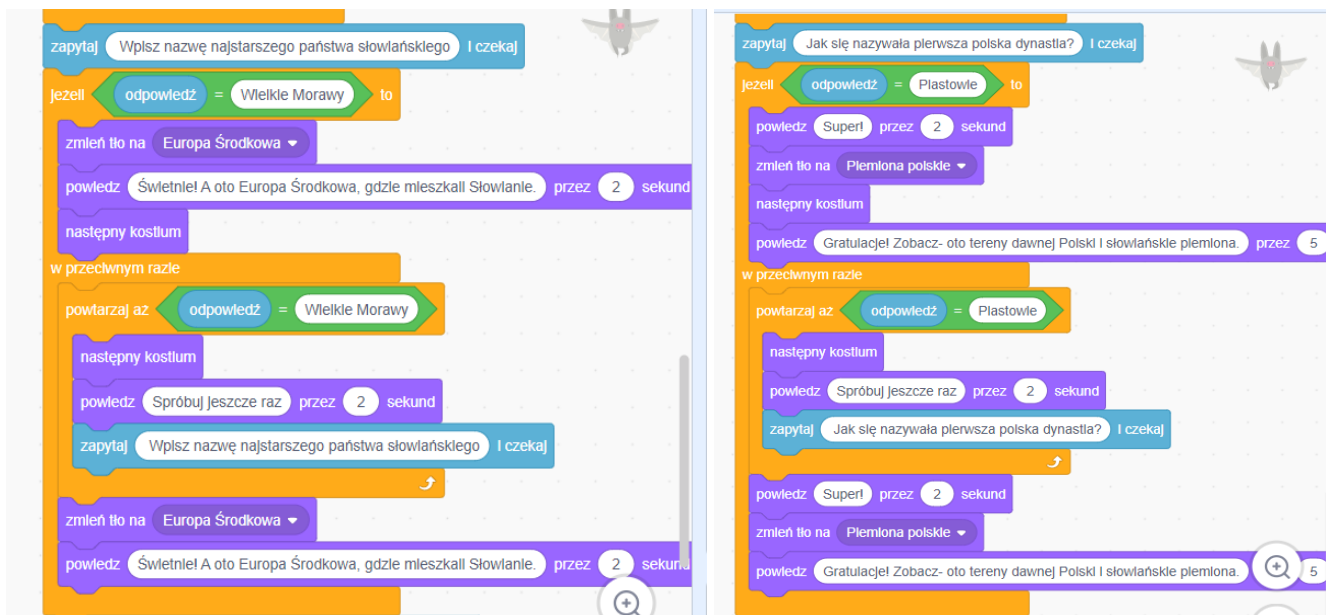 zapytaj Wpisz nazwę najstarszego państwa słowiańskiego i czekaj
jeżeli odpowiedź = Wielkie Morawy to
zmień tło na Europa Środkowa
powiedz Świetnie! A oto Europa Środkowa, gdzie mieszkali Słowianie. przez 2 sekund
następny kostium
w przeciwnym razie
powtarzaj aż odpowiedź = Wielkie Morawy
następny kostium
powiedz Spróbuj jeszcze raz przez 2 sekund
zapytaj Wpisz nazwę najstarszego państwa słowiańskiego i czekaj
zmień tło na Europa Środkowa
powiedz Świetnie! A oto Europa Środkowa, gdzie mieszkali Słowianie. przez 2 sekund
zapytaj Jak się nazywała pierwsza polska dynastia? i czekaj
jeżeli odpowiedź = Piastowie to
powiedz Super! przez 2 sekund
zmień tło na Plemiona polskie
następny kostium
powiedz Gratulacje! Zobacz- oto tereny dawnej Polski i słowiańskie plemiona. przez 5
w przeciwnym razie
powtarzaj aż odpowiedź = Piastowie
następny kostium
powiedz Spróbuj jeszcze raz przez 2 sekund
zapytaj Jak się nazywała pierwsza polska dynastia? i czekaj
powiedz Super! przez 2 sekund
zmień tło na Plemiona polskie
powiedz Gratulacje! Zobacz- oto tereny dawnej Polski i słowiańskie plemiona. 5